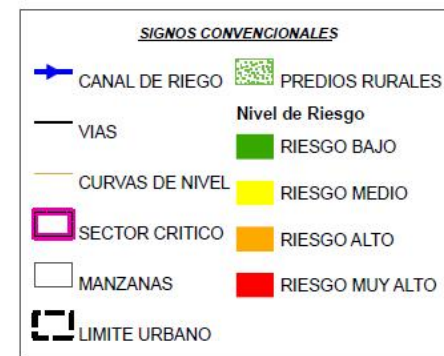 SIGNOS CONVENCIONALES
CANAL DE RIEGO
VIAS
CURVAS DE NIVEL
SECTOR CRITICO
MANZANAS
LIMITE URBANO
PREDIOS RURALES
Nivel de Riesgo
RIESGO BAJO
RIESGO MEDIO
RIESGO ALTO
RIESGO MUY ALTO